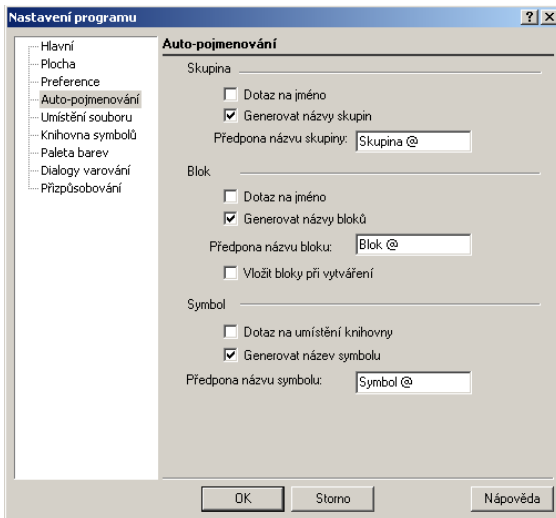 Nastavení programu
Hlavní
Plocha
Preference
Auto-pojmenování
Umístění souboru
Knihovna symbolů
Paleta barev
Dialogy varování
Přizpůsobování
Auto-pojmenování
Skupina
Dotaz na jméno
Generovat názvy skupin
Předpona názvu skupiny: Skupina @
Blok
Dotaz na jméno
Generovat názvy bloků
Předpona názvu bloku: Blok @
Vložit bloky při vytváření
Symbol
Dotaz na umístění knihovny
Generovat název symbolu
Předpona názvu symbolu: Symbol @
OK Storno Nápověda